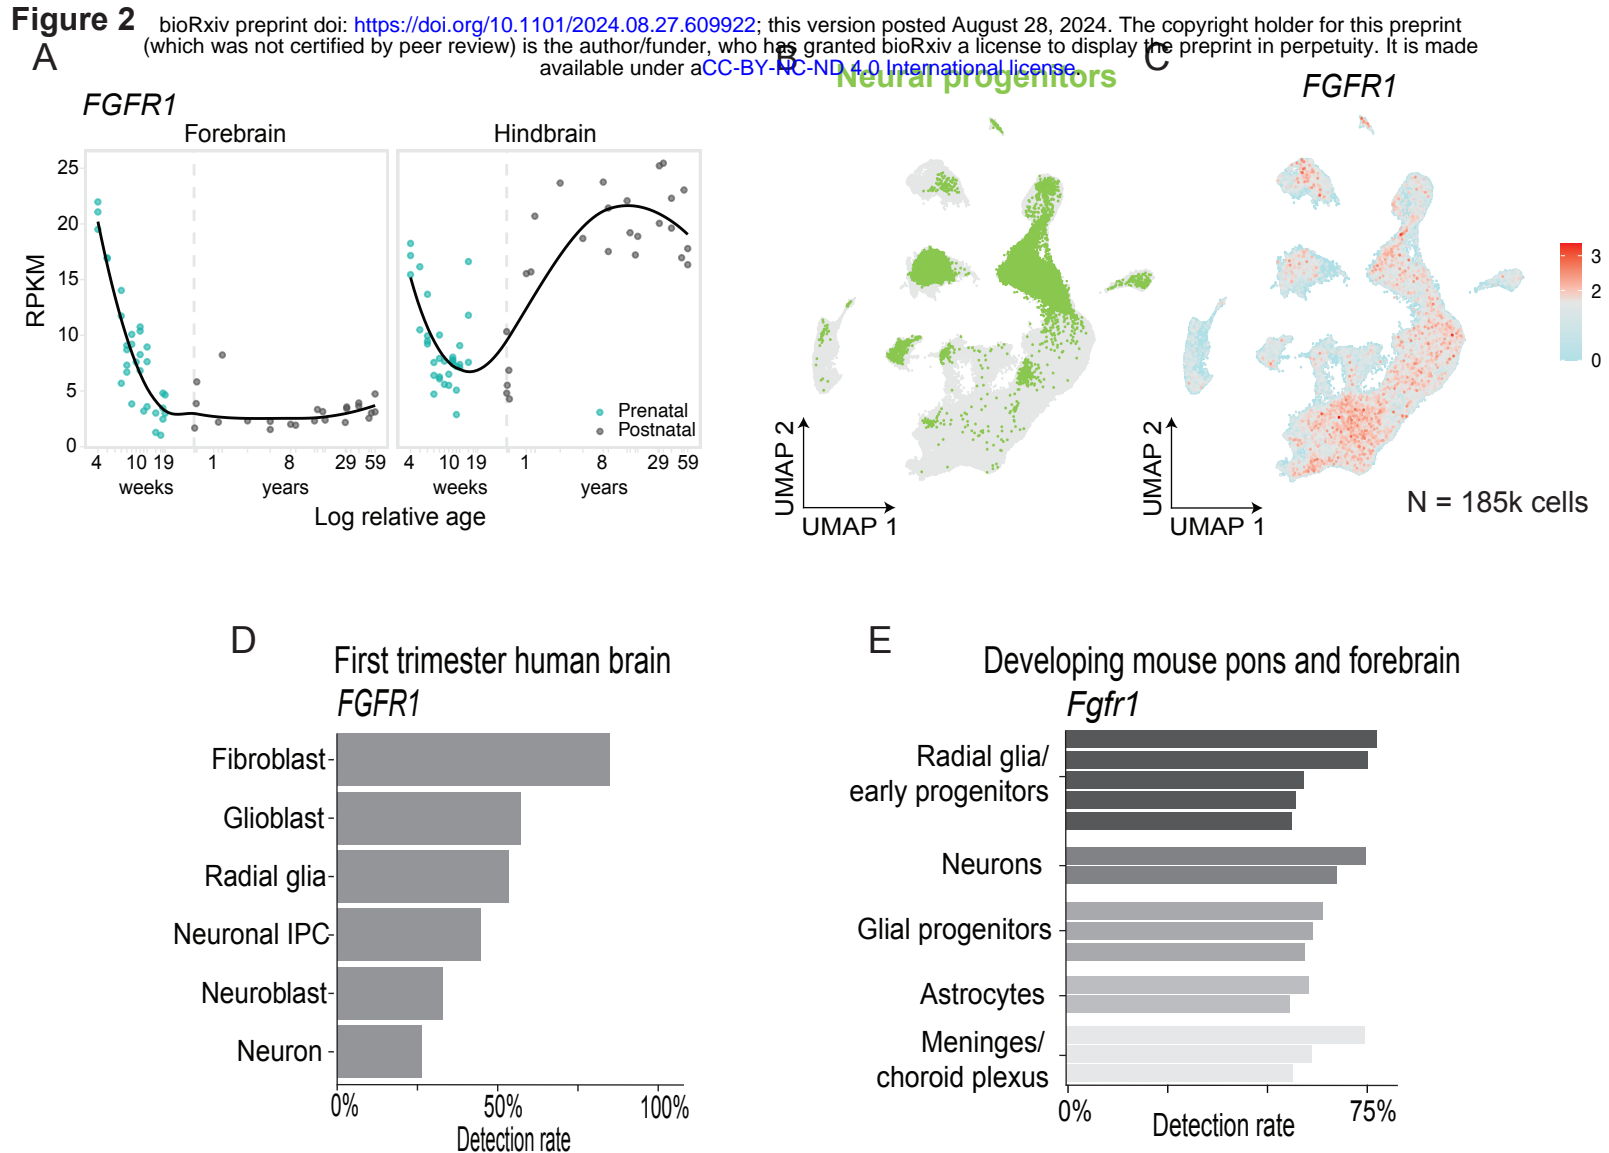 Figure 2
bioRxiv preprint doi: https://doi.org/10.1101/2024.08.27.609922; this version posted August 28, 2024. The copyright holder for this preprint
(which was not certified by peer review) is the author/funder, who has granted bioRxiv a license to display the preprint in perpetuity. It is made
available under aCC-BY-NC-ND 4.0 International license.
A
FGFR1
Forebrain
Hindbrain
RPKM
25
20
15
10
5
0
Prenatal
Postnatal
4 10 19 1 8 29 59
weeks years
4 10 19 1 8 29 59
weeks years
Log relative age
B
Neural progenitors
UMAP 2
UMAP 1
C
FGFR1
3
2
0
UMAP 2
UMAP 1
N = 185k cells
D
First trimester human brain
FGFR1
Fibroblast
Glioblast
Radial glia
Neuronal IPC
Neuroblast
Neuron
0% 50% 100%
Detection rate
E
Developing mouse pons and forebrain
Fgfr1
Radial glia/
early progenitors
Neurons
Glial progenitors
Astrocytes
Meninges/
choroid plexus
0% 75%
Detection rate